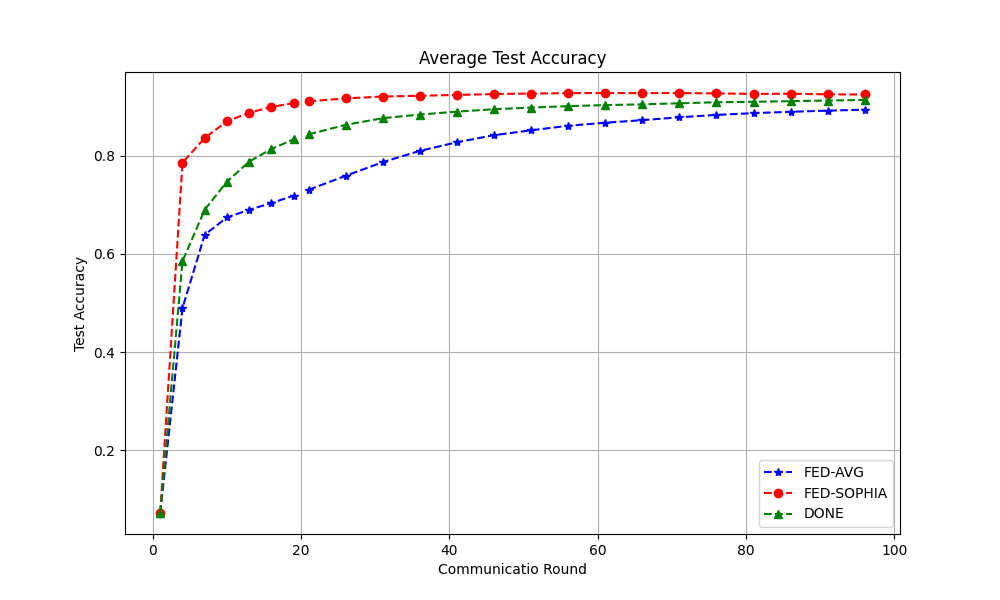 Average Test Accuracy
Test Accuracy
0.8
0.6
0.4
0.2
0
20
40
60
80
100
Communicatio Round
FED-AVG
FED-SOPHIA
DONE